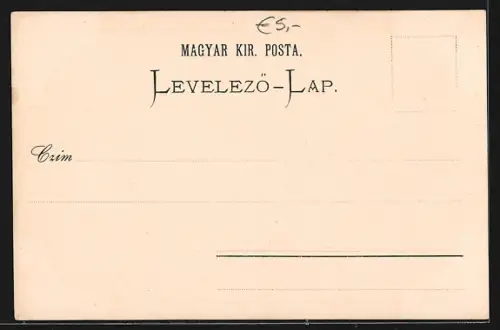 €5,-
MAGYAR KIR. POSTA.
LEVELEZŐ-LAP.
Czim